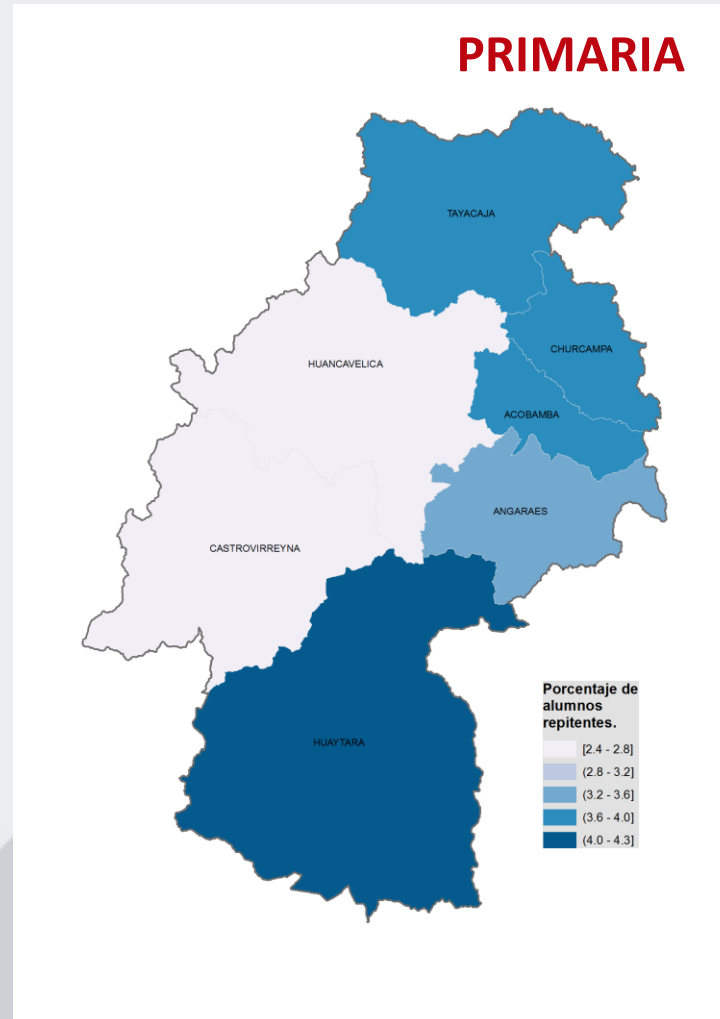 PRIMARIA
TAYACAJA
CHURCAMPA
HUANCAVELICA
ACOBAMBA
ANGARAES
CASTROVIRREYNA
HUAYTARA
Porcentaje de
alumnos
repitentes.
[2.4 - 2.8]
(2.8 - 3.2]
(3.2 - 3.6]
(3.6 - 4.0]
(4.0 - 4.3]